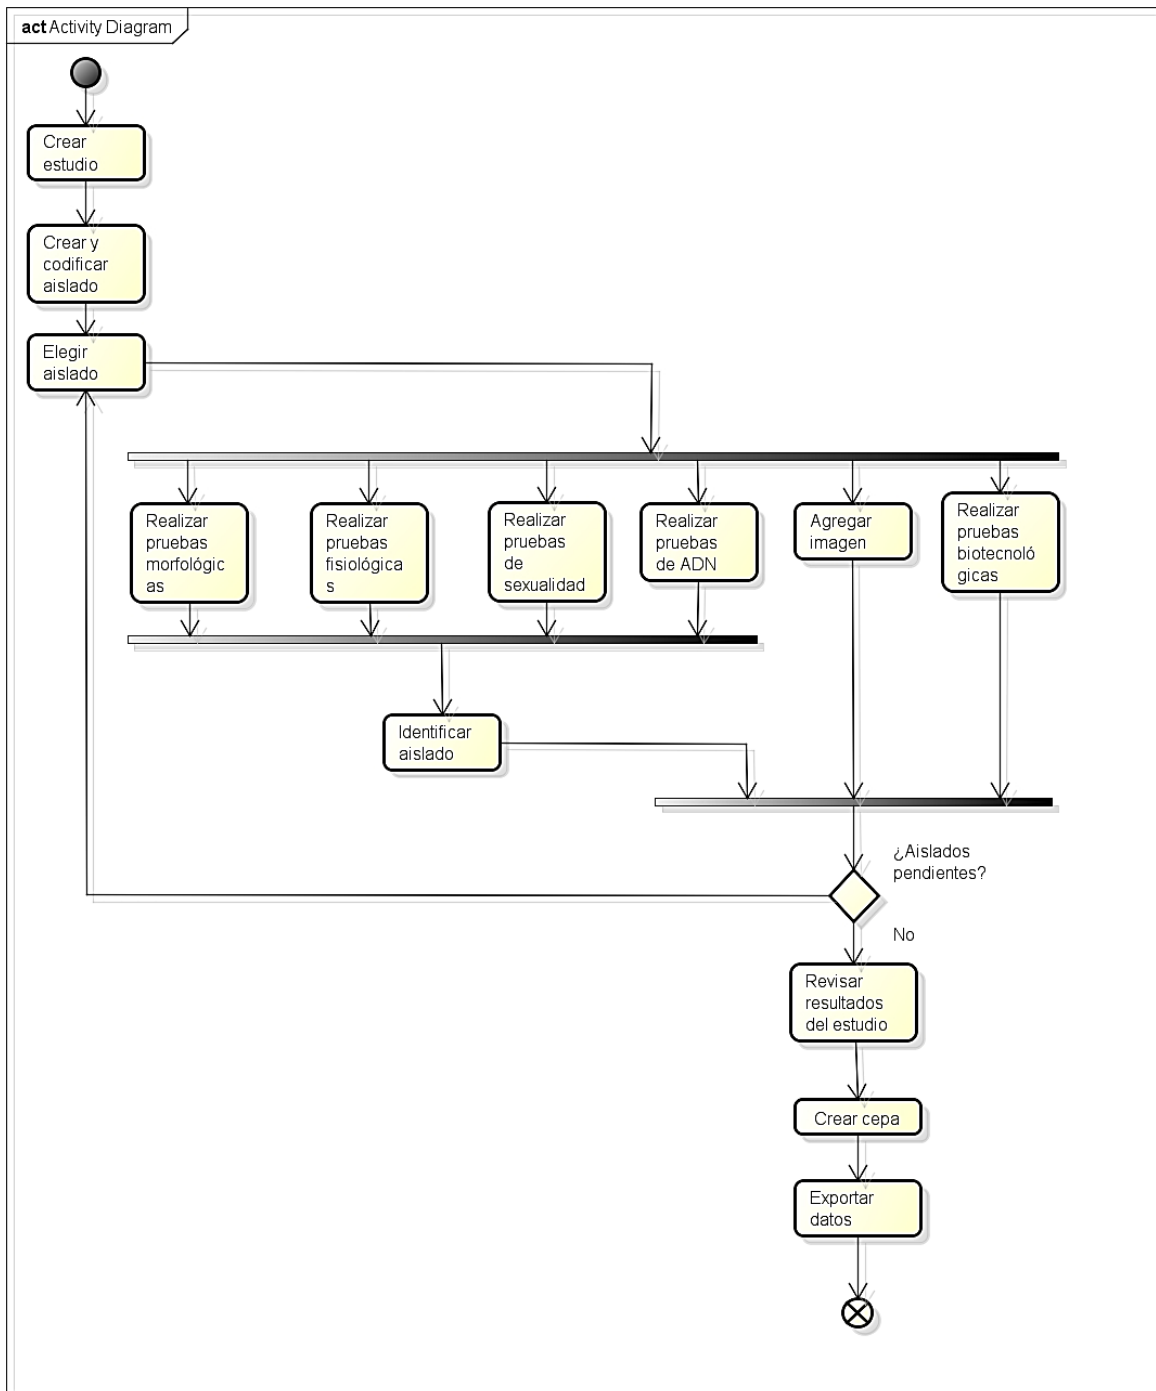 act Activity Diagram
Crear
estudio
Crear y
codificar
aislado
Elegir
aislado
Realizar
pruebas
morfológic
as
Realizar
pruebas
fisiológica
s
Realizar
pruebas
de
sexualidad
Realizar
pruebas
de ADN
Agregar
imagen
Realizar
pruebas
biotecnoló
gicas
Identificar
aislado
¿Aislados
pendientes?
No
Revisar
resultados
del estudio
Crear cepa
Exportar
datos